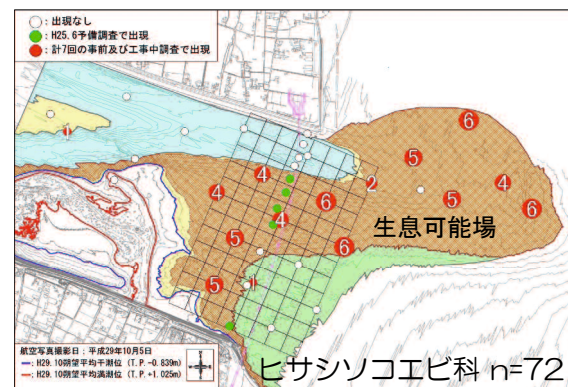 ○：出現なし
●：H25.6予備調査で出現
●：計7回の事前及び工事中調査で出現
6
1
5
6
4
4
4
2
5
4
6
5
6
4
5
6
5
1
生息可能場
航空写真撮影日：平成29年10月5日
―：H29.10朔望平均干潮位（T.P.-0.839m）
―：H29.10朔望平均満潮位（T.P.+1.025m）
ヒサシソコエビ科 n=72